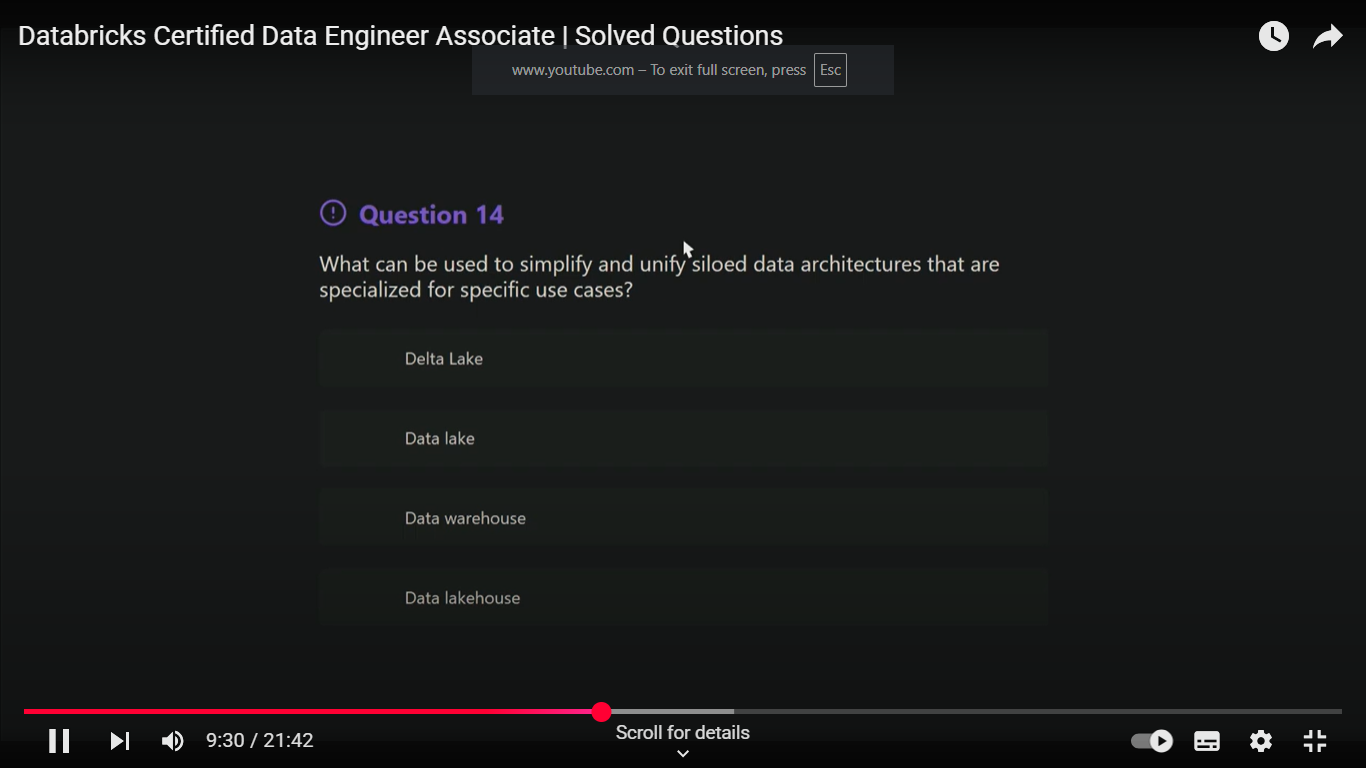 Databricks Certified Data Engineer Associate | Solved Questions
www.youtube.com – To exit full screen, press Esc
Question 14
What can be used to simplify and unify siloed data architectures that are
specialized for specific use cases?
Delta Lake
Data lake
Data warehouse
Data lakehouse
9:30 / 21:42
Scroll for details